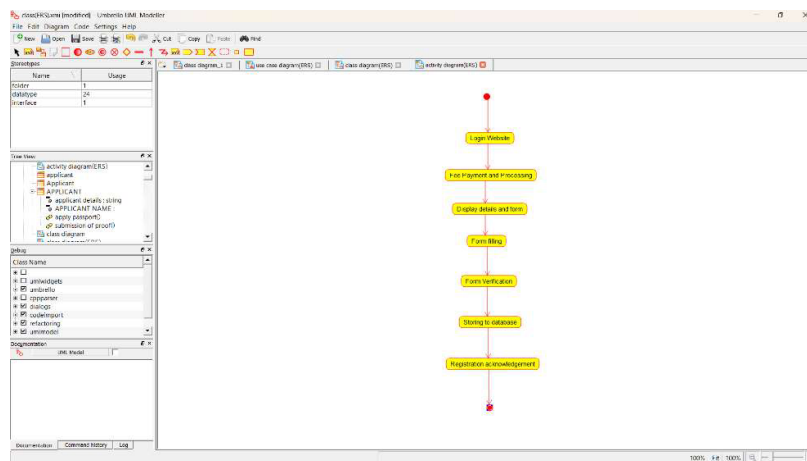 class(ERS).xmi [modified] - Umbrello UML Modeller
File Edit Diagram Code Settings Help
New Open Save Cut Copy Paste Find
Stereotypes
class diagram_1 use case diagram(ERS) class diagram(ERS) activity diagram(ERS)
Name Usage
folder 1
datatype 24
interface 1
Tree View
activity diagram(ERS)
applicant
Applicant
APPLICANT
applicant details : string
APPLICANT NAME :
apply passport()
submission of proof()
class diagram
Debug
Class Name
umlwidgets
umbrello
cppparser
dialogs
codeimport
refactoring
umlmodel
Documentation
UML Model
Documentation Command history Log
Login Website
Fee Payment and Processing
Display details and form
Form filling
Form Verification
Storing to database
Registration acknowledgement
100% Fit 100%